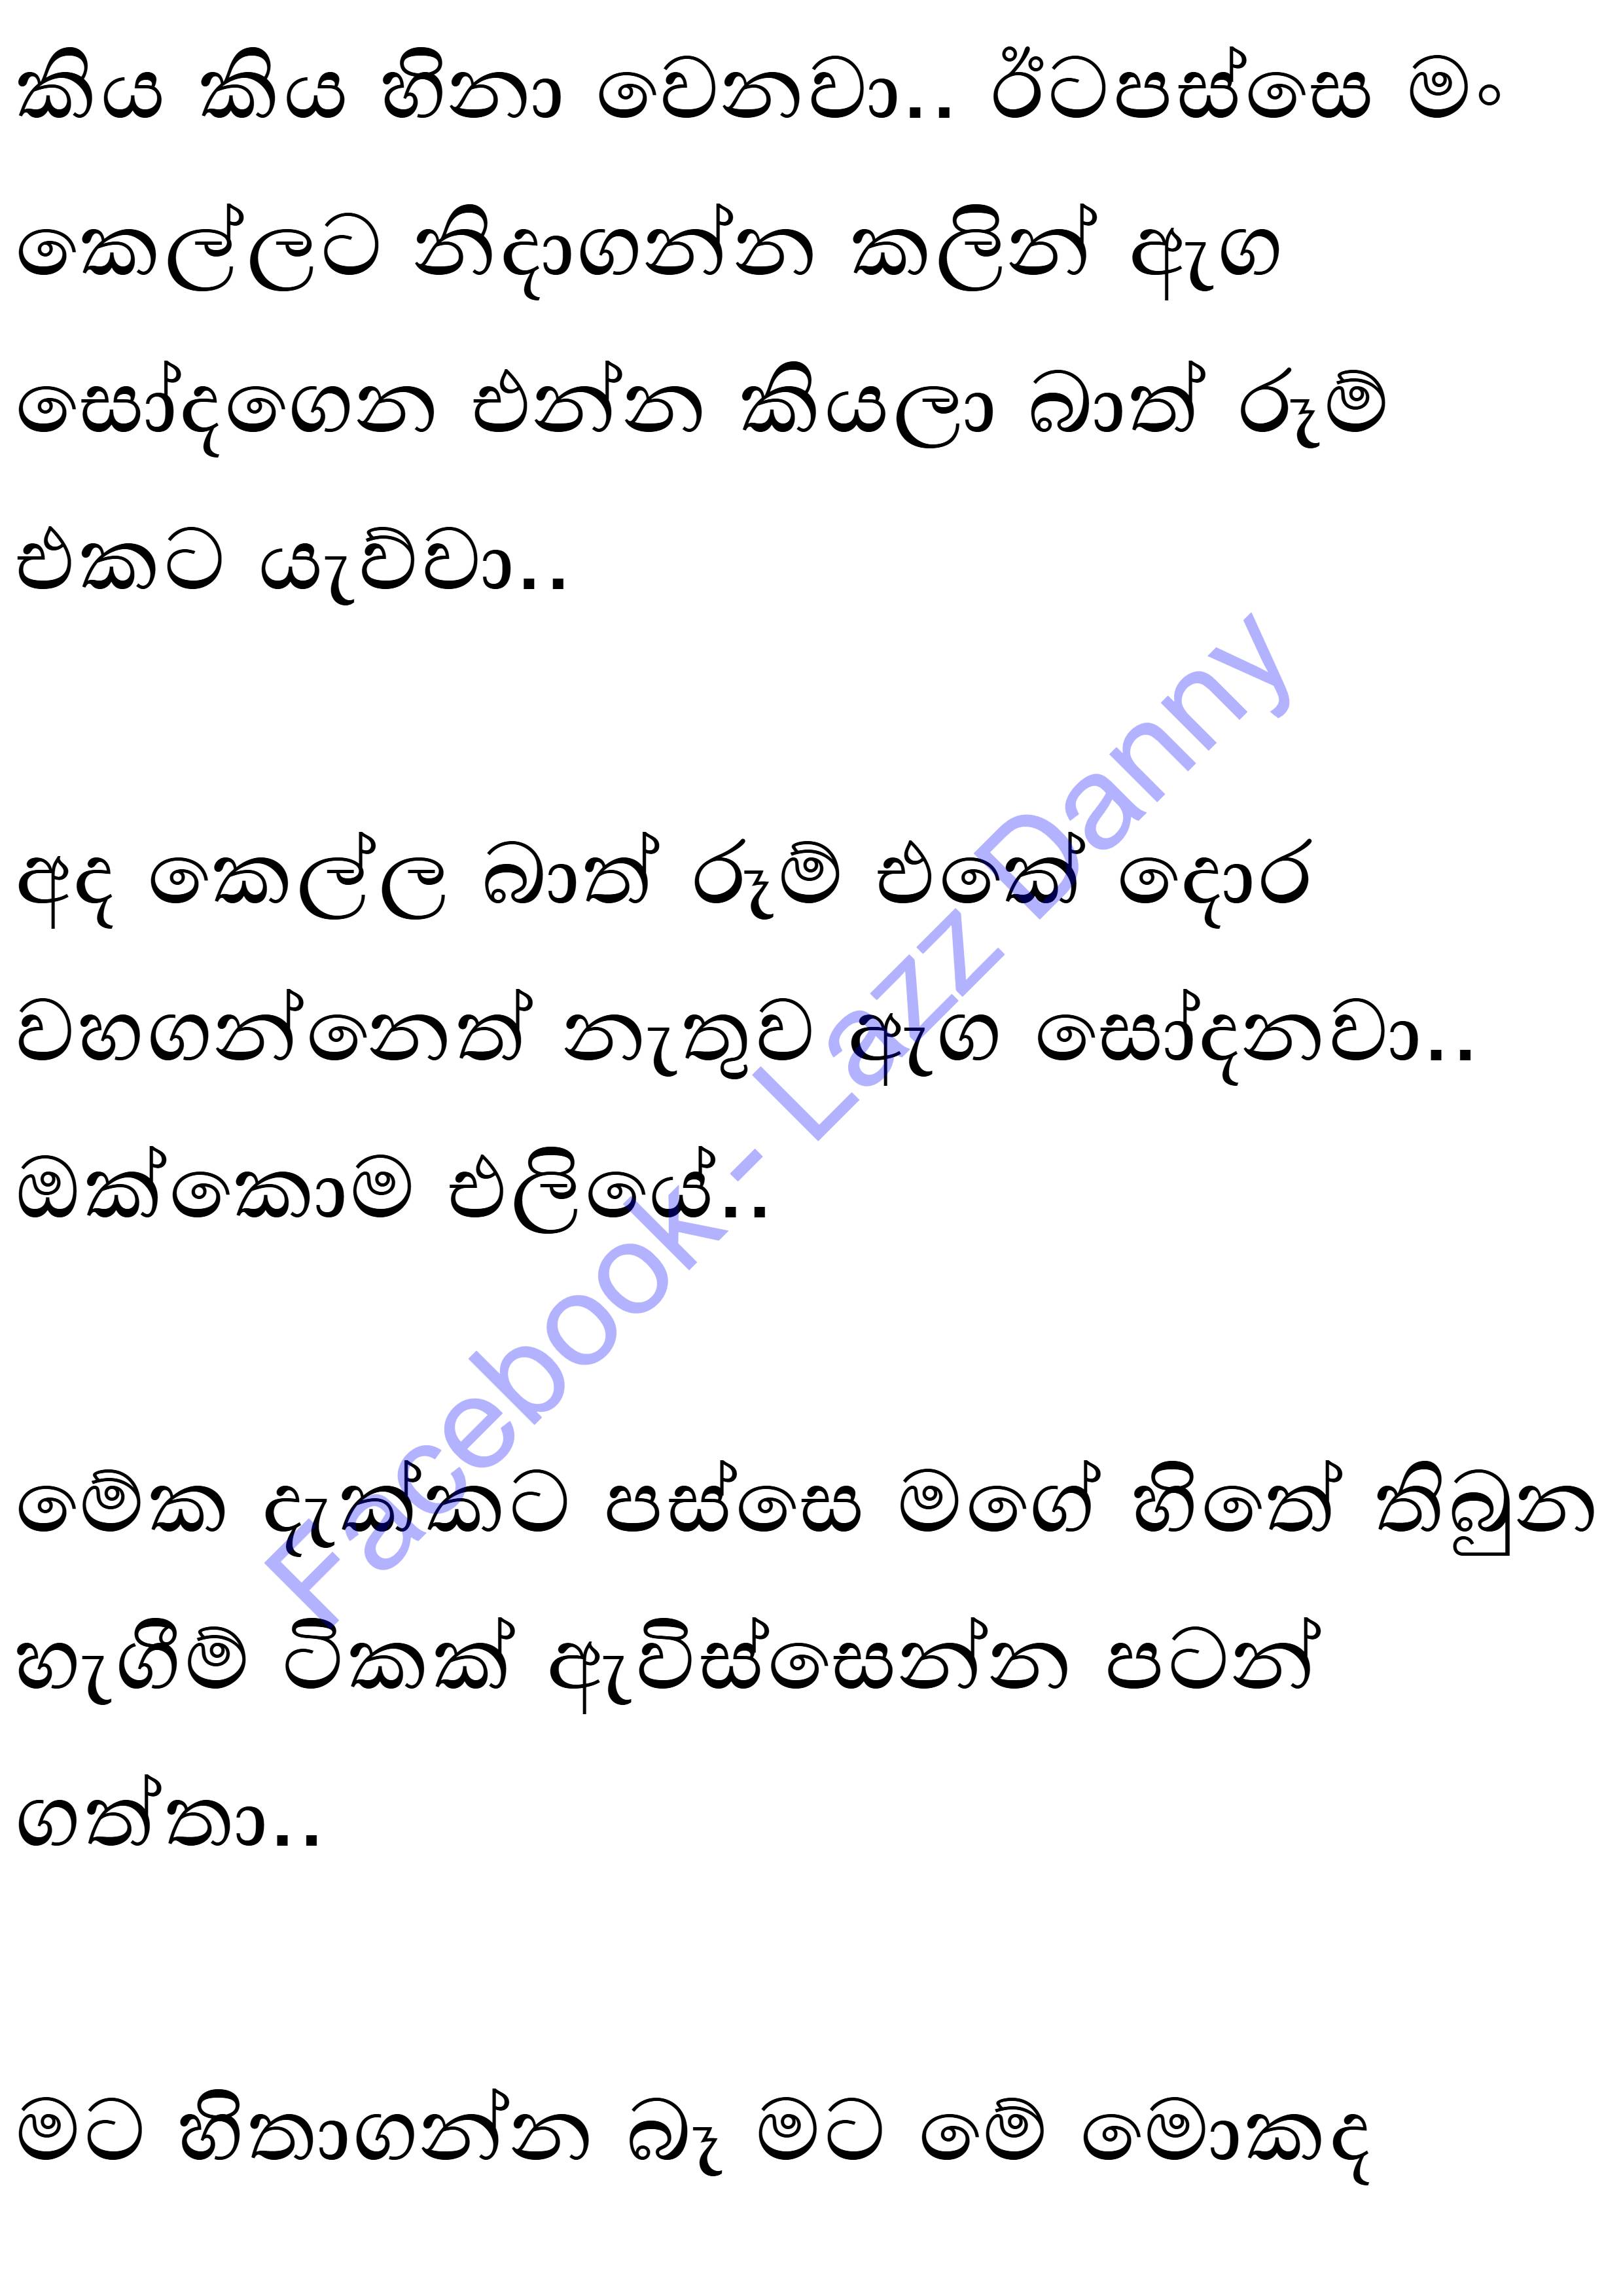 කිය කිය හිනා වෙනවා.. ඊටපස්සෙ මං
කෙල්ලට නිදාගන්න කලින් ඇග
සෝදගෙන එන්න කියලා බාත් රූම්
එකට යැව්වා..
අද කෙල්ල බාත් රූම් එකේ දොර
වහගන්නෙත් නැතුව ඇග සෝදනවා..
ඔක්කොම එලියේ..
මේක දැක්කට පස්සෙ මගේ හිතේ තිබුන
හැගීම් ටිකක් ඇවිස්සෙන්න පටන්
ගත්තා..
මට හිතාගන්න බෑ මට මේ මොකද
Facebook - Lazz Danny